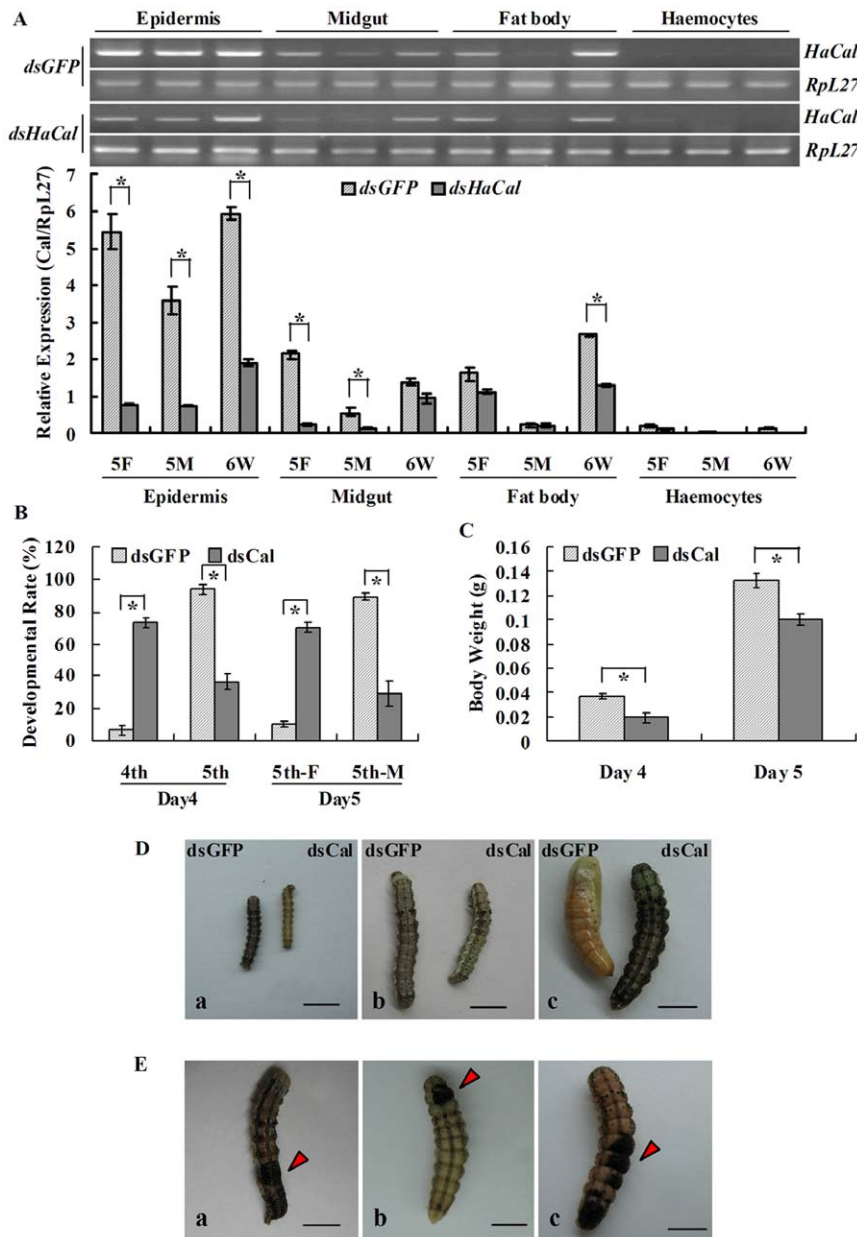 A
Epidermis Midgut Fat body Haemocytes
dsGFP
HaCal
RpL27
dsHaCal
HaCal
RpL27
Relative Expression (Cal/RpL27)
7
6
5
4
3
2
1
0
dsGFP dsHaCal
* * * * * *
5F 5M 6W 5F 5M 6W 5F 5M 6W 5F 5M 6W
Epidermis Midgut Fat body Haemocytes
B
Developmental Rate (%)
120
100
80
60
40
20
0
dsGFP dsCal
* * * *
4th 5th 5th-F 5th-M
Day4 Day5
C
Body Weight (g)
0.16
0.14
0.12
0.10
0.08
0.06
0.04
0.02
0
dsGFP dsCal
* *
Day 4 Day 5
D
dsGFP dsCal dsGFP dsCal dsGFP dsCal
a b c
E
a b c